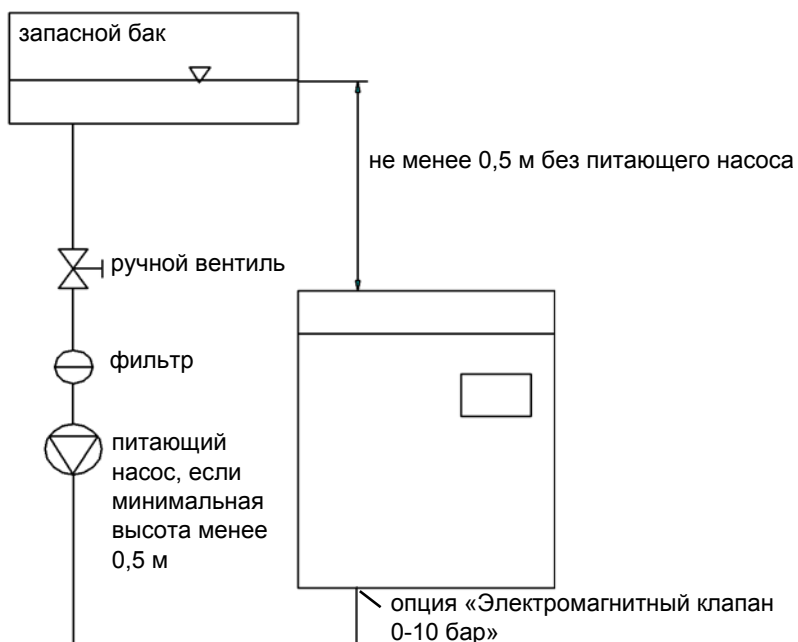 запасной бак
не менее 0,5 м без питающего насоса
ручной вентиль
фильтр
питающий
насос, если
минимальная
высота менее
0,5 м
опция «Электромагнитный клапан
0-10 бар»